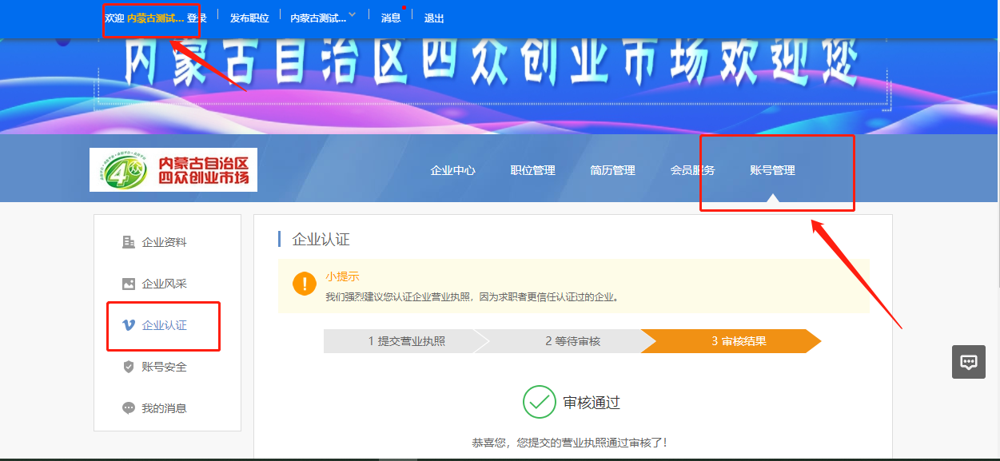 欢迎 内蒙古测试... 登录 发布职位 内蒙古测试... 消息 退出
内蒙古自治区四众创业市场欢迎您
4众 内蒙古自治区
四众创业市场
企业中心 职位管理 简历管理 会员服务 账号管理
企业资料
企业风采
企业认证
账号安全
我的消息
企业认证
小提示
我们强烈建议您认证企业营业执照，因为求职者更信任认证过的企业。
1 提交营业执照 2 等待审核 3 审核结果
审核通过
恭喜您，您提交的营业执照通过审核了！